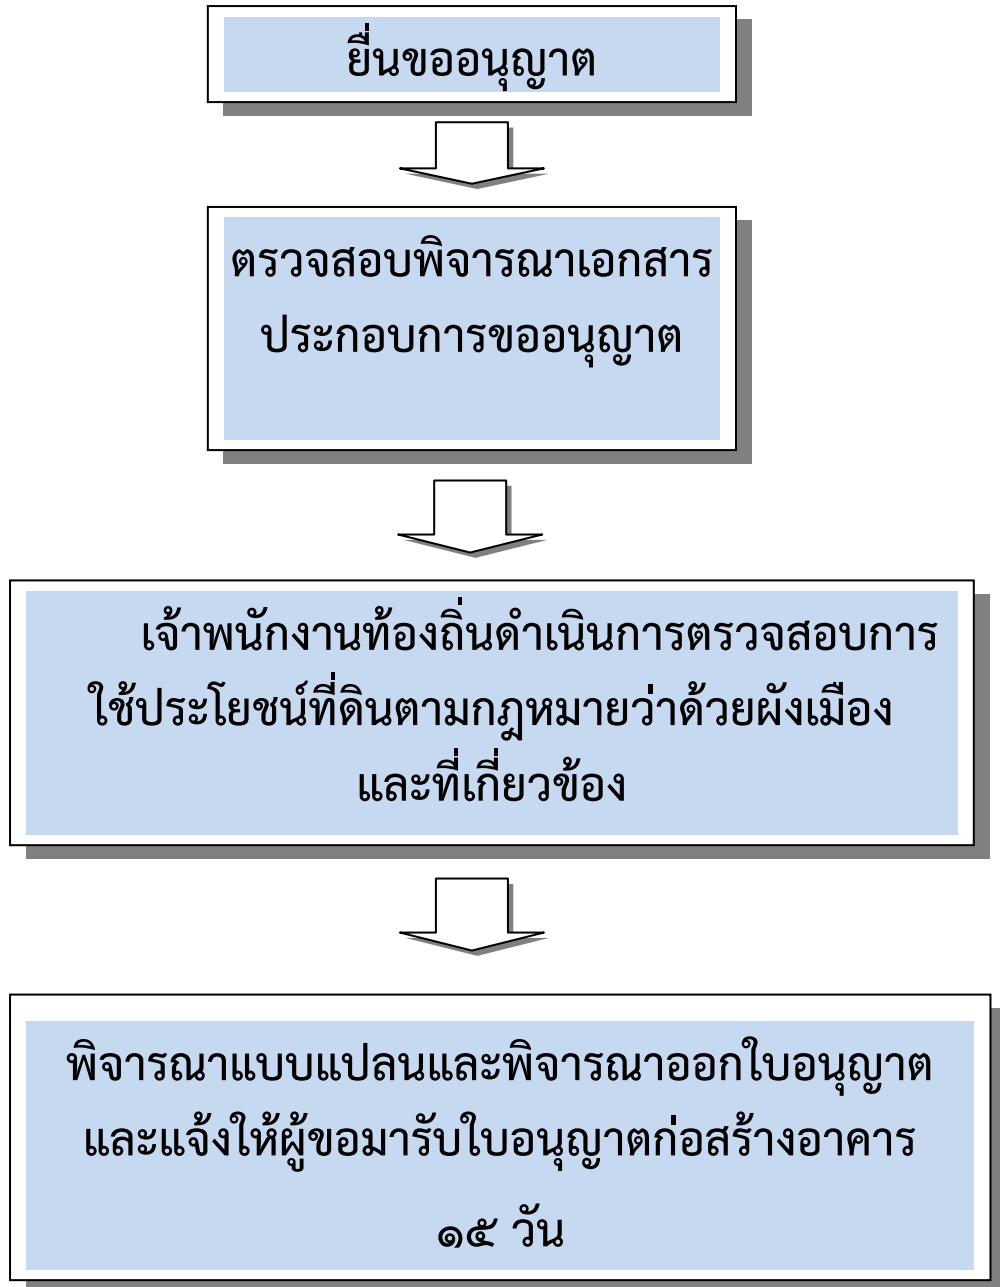 ยื่นขออนุญาต
ตรวจสอบพิจารณาเอกสาร
ประกอบการขออนุญาต
เจ้าพนักงานท้องถิ่นดำเนินการตรวจสอบการ
ใช้ประโยชน์ที่ดินตามกฎหมายว่าด้วยผังเมือง
และที่เกี่ยวข้อง
พิจารณาแบบแปลนและพิจารณาออกใบอนุญาต
และแจ้งให้ผู้ขอมารับใบอนุญาตก่อสร้างอาคาร
๑๕ วัน